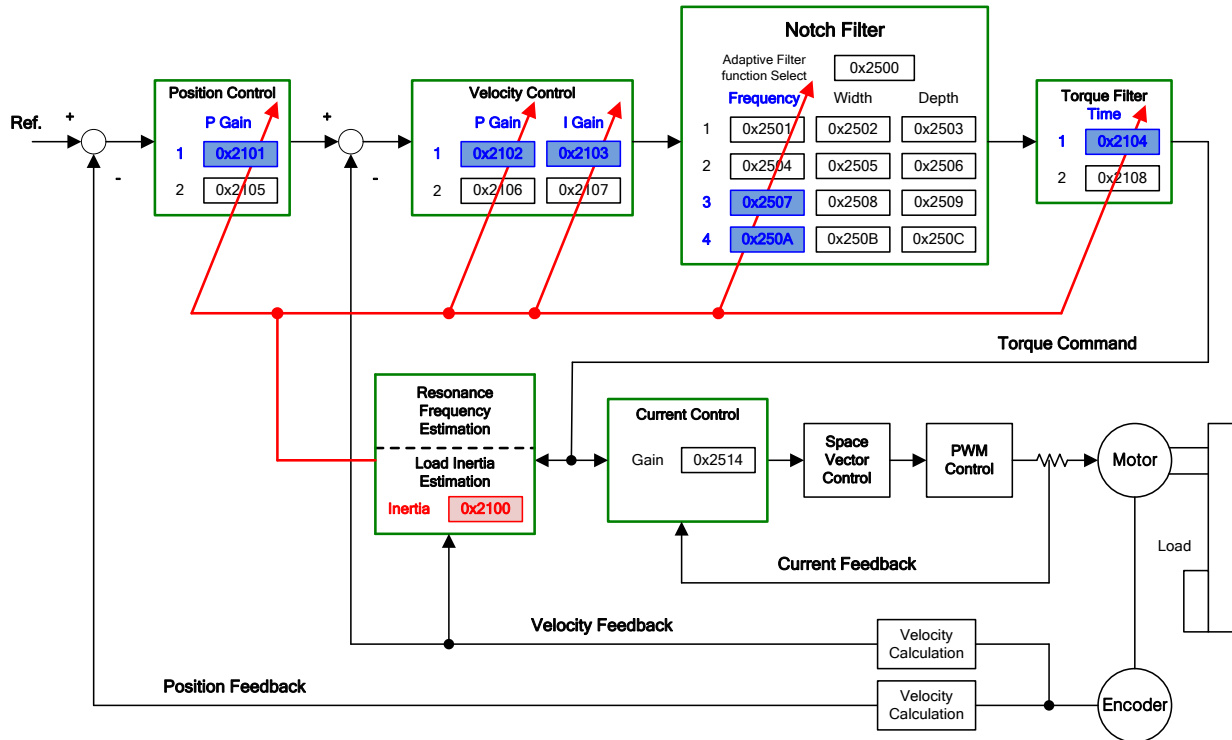 Notch Filter
Adaptive Filter
function Select
0x2500
Frequency Width Depth
1 0x2501 0x2502 0x2503
2 0x2504 0x2505 0x2506
3 0x2507 0x2508 0x2509
4 0x250A 0x250B 0x250C
Ref.
+
-
Position Control
P Gain
1 0x2101
2 0x2105
+
-
Velocity Control
P Gain I Gain
1 0x2102 0x2103
2 0x2106 0x2107
Torque Filter
Time
1 0x2104
2 0x2108
Torque Command
Resonance
Frequency
Estimation
Load Inertia
Estimation
Inertia 0x2100
Current Control
Gain 0x2514
Space
Vector
Control
PWM
Control
Motor
Load
Current Feedback
Velocity Feedback
Velocity
Calculation
Position Feedback
Velocity
Calculation
Encoder